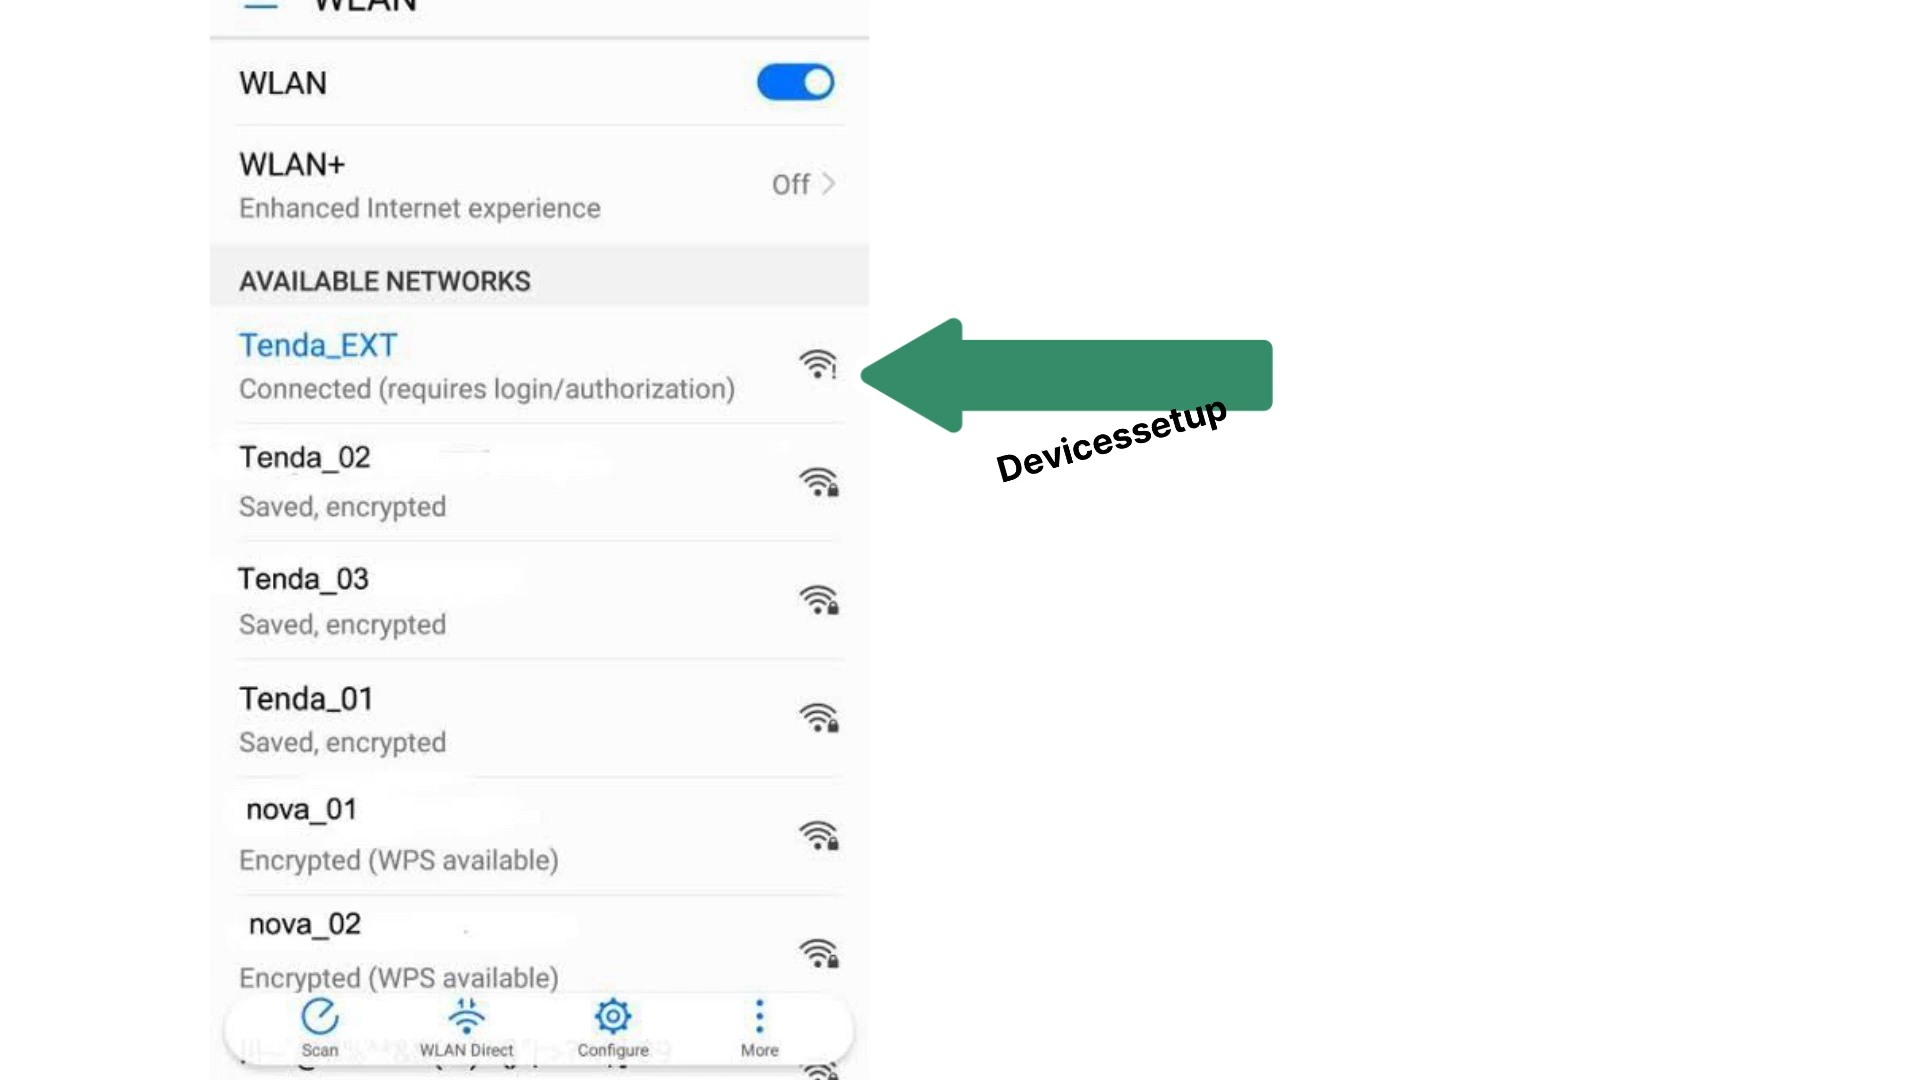 WLAN
WLAN
WLAN+
Off
Enhanced Internet experience
AVAILABLE NETWORKS
Tenda_EXT
Connected (requires login/authorization)
Devicessetup
Tenda_02
Saved, encrypted
Tenda_03
Saved, encrypted
Tenda_01
Saved, encrypted
nova_01
Encrypted (WPS available)
nova_02
Encrypted (WPS available)
Scan
WLAN Direct
Configure
More